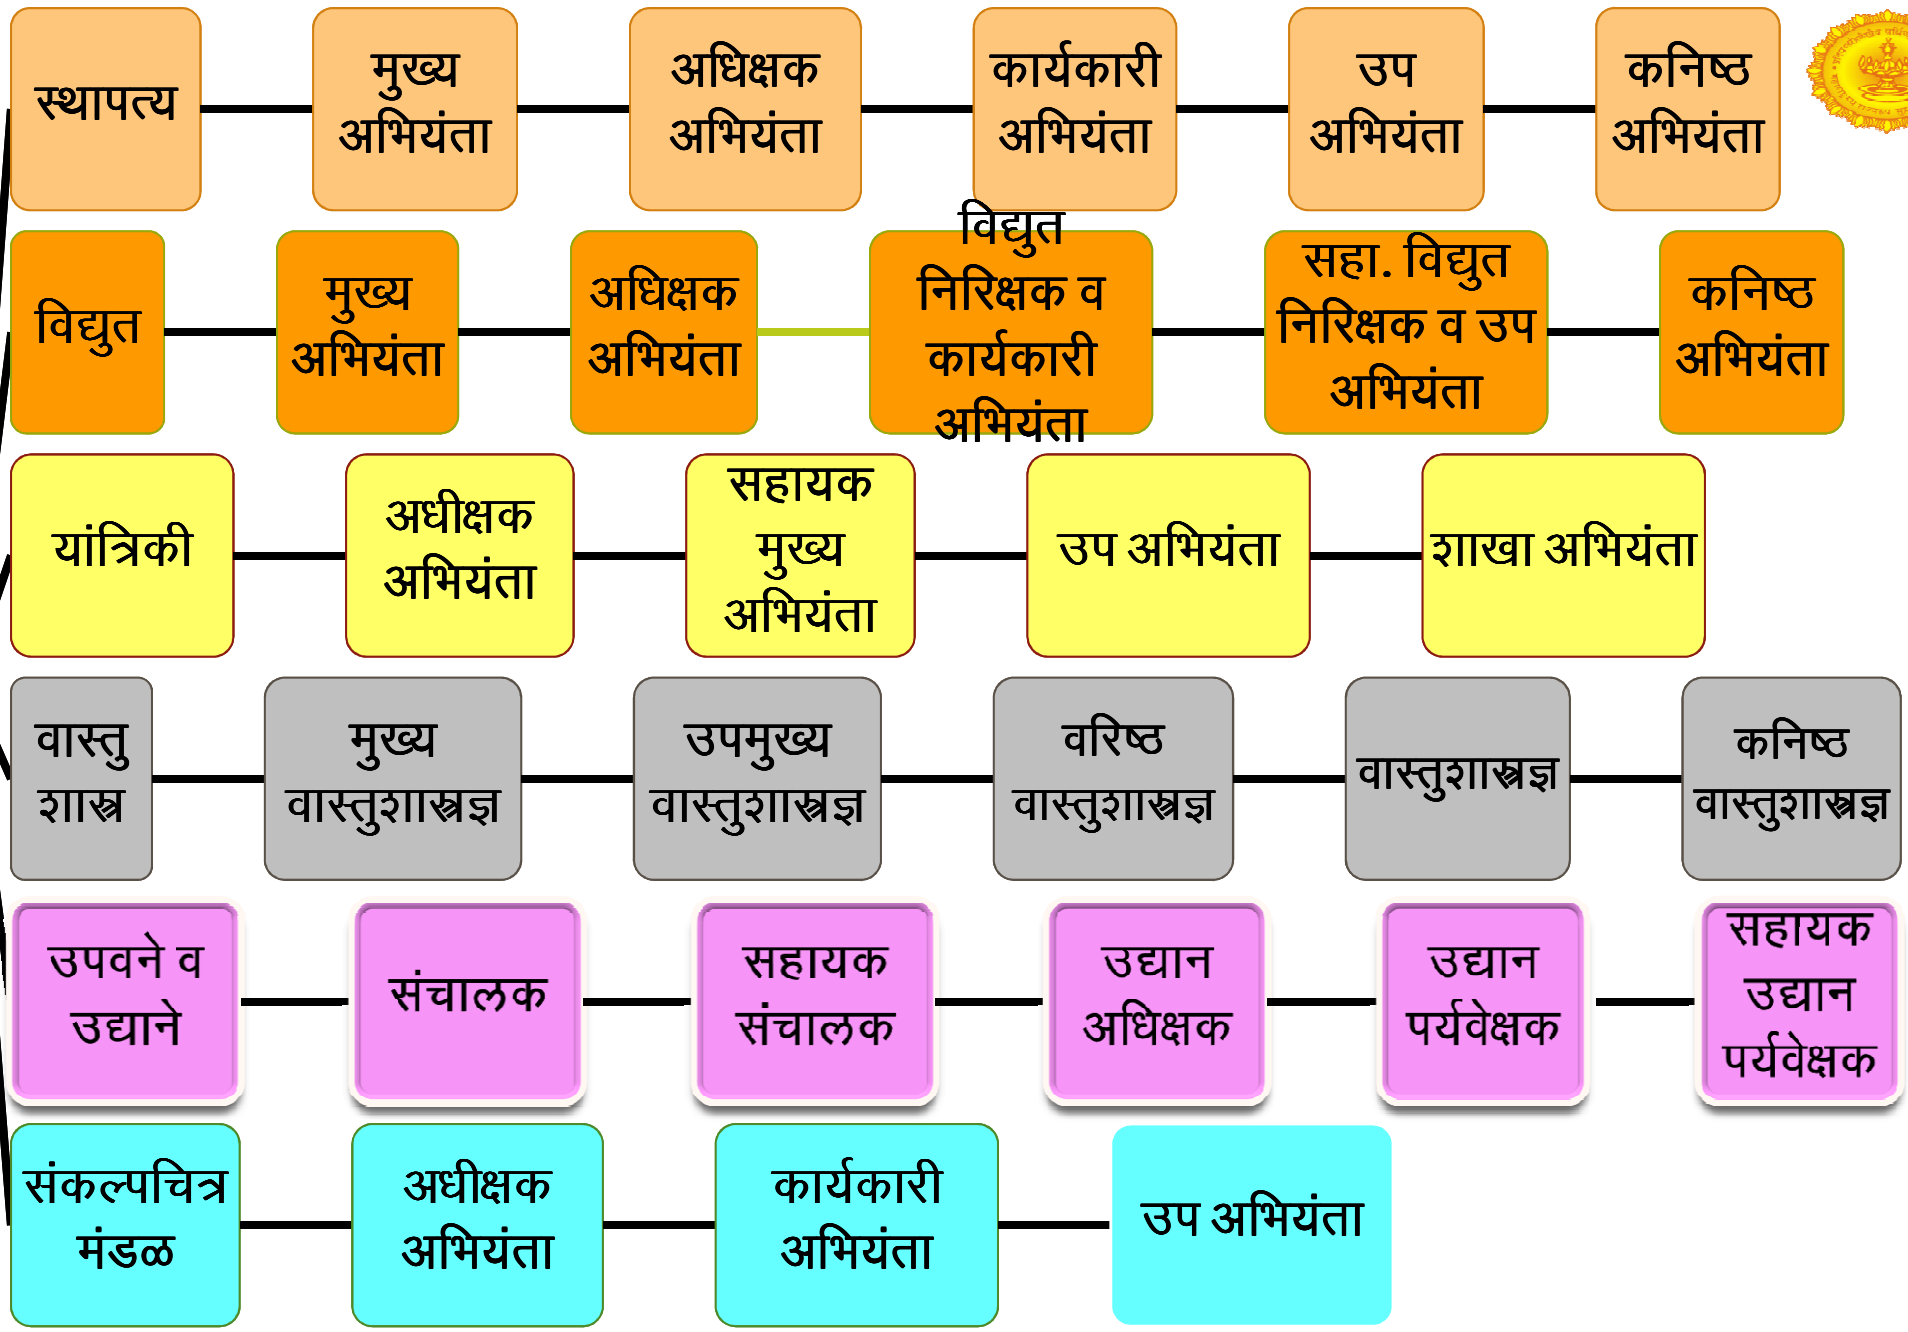 स्थापत्य
मुख्य
अभियंता
अधिक्षक
अभियंता
कार्यकारी
अभियंता
उप
अभियंता
कनिष्ठ
अभियंता
विद्युत
मुख्य
अभियंता
अधिक्षक
अभियंता
विद्युत
निरिक्षक व
कार्यकारी
अभियंता
सहा. विद्युत
निरिक्षक व उप
अभियंता
कनिष्ठ
अभियंता
यांत्रिकी
अधीक्षक
अभियंता
सहायक
मुख्य
अभियंता
उप अभियंता
शाखा अभियंता
वास्तु
शास्त्र
मुख्य
वास्तुशास्त्रज्ञ
उपमुख्य
वास्तुशास्त्रज्ञ
वरिष्ठ
वास्तुशास्त्रज्ञ
वास्तुशास्त्रज्ञ
कनिष्ठ
वास्तुशास्त्रज्ञ
उपवने व
उद्याने
संचालक
सहायक
संचालक
उद्यान
अधिक्षक
उद्यान
पर्यवेक्षक
सहायक
उद्यान
पर्यवेक्षक
संकल्पचित्र
मंडळ
अधीक्षक
अभियंता
कार्यकारी
अभियंता
उप अभियंता